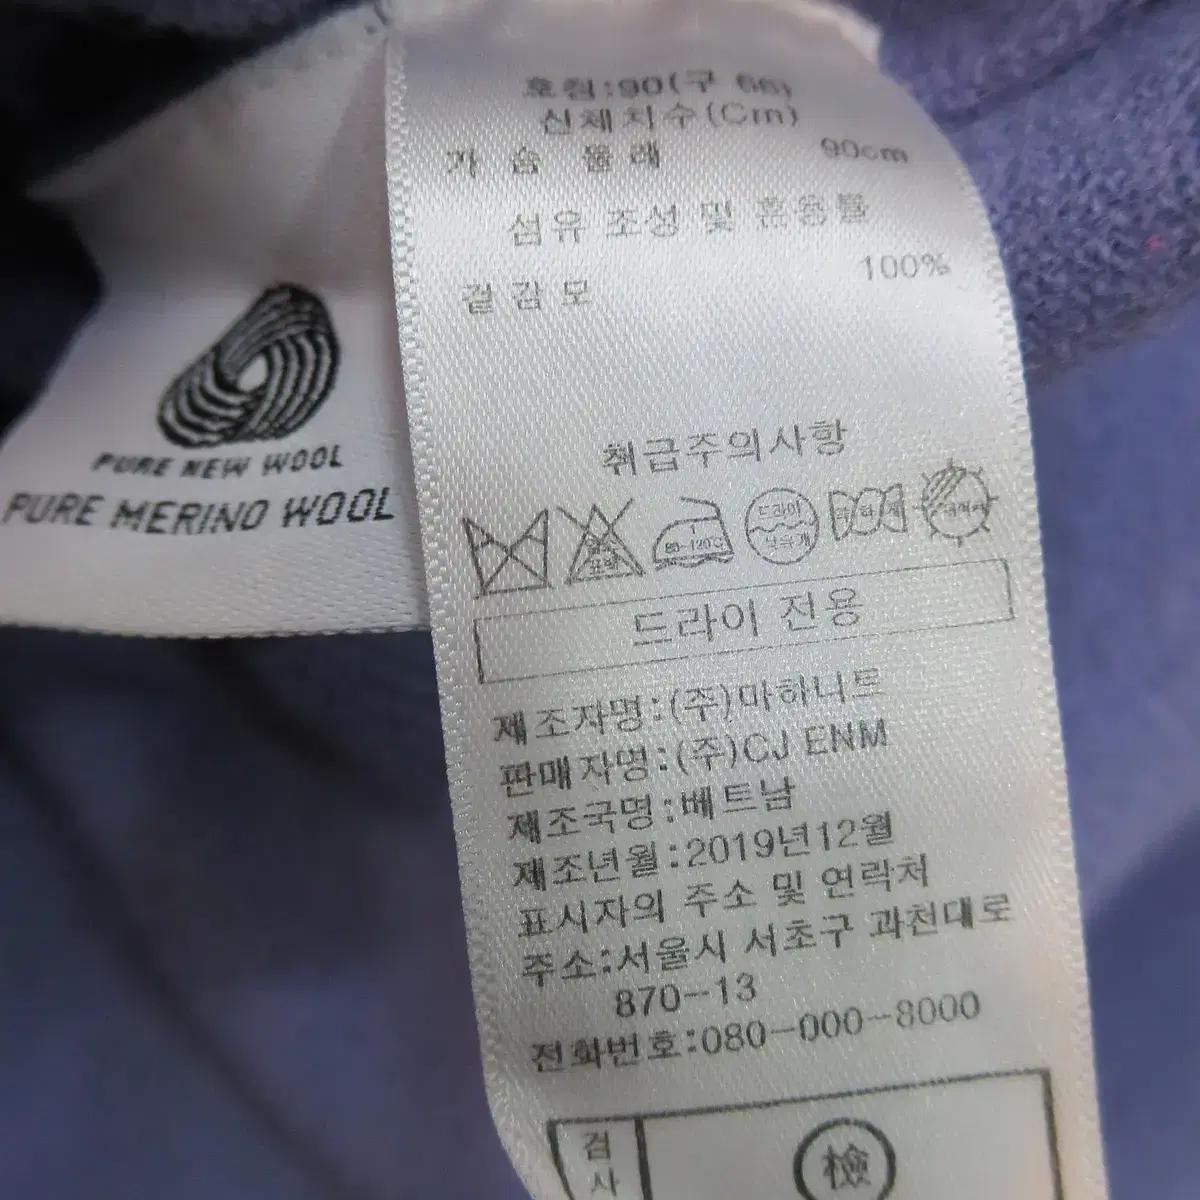 PURE NEW WOOL
PURE MERINO WOOL
호칭:90(구 66)
신체치수(Cm)
가 슴 둘 레 90cm
섬유 조성 및 혼용률
겉감모 100%
취급주의사항
80-120℃
드라이
드라이 전용
제조자명:(주)마하니트
판매자명:(주)CJ ENM
제조국명:베트남
제조년월:2019년12월
표시자의 주소 및 연락처
주소:서울시 서초구 과천대로
870-13
전화번호:080-000-8000
검사
檢